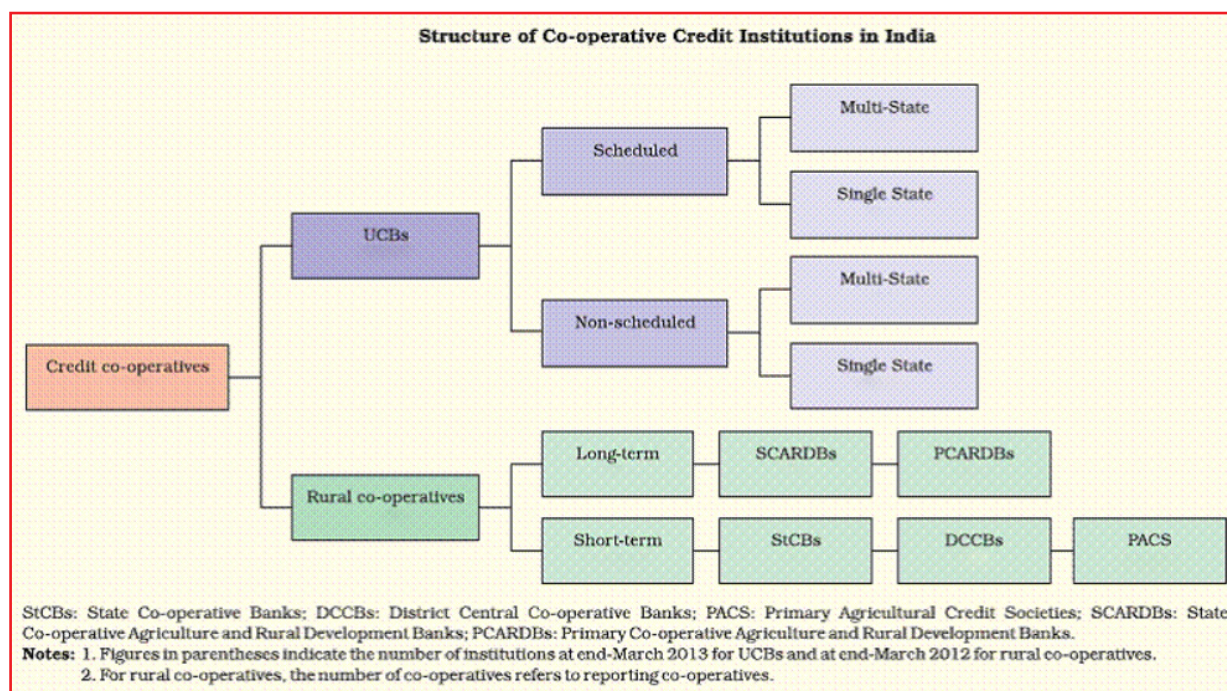 Structure of Co-operative Credit Institutions in India
Multi-State
Scheduled
Single State
UCBs
Multi-State
Non-scheduled
Single State
Credit co-operatives
Long-term
SCARDBs
PCARDBs
Rural co-operatives
Short-term
StCBs
DCCBs
PACS
StCBs: State Co-operative Banks; DCCBs: District Central Co-operative Banks; PACS: Primary Agricultural Credit Societies; SCARDBs: State
Co-operative Agriculture and Rural Development Banks; PCARDBs: Primary Co-operative Agriculture and Rural Development Banks.
Notes: 1. Figures in parentheses indicate the number of institutions at end-March 2013 for UCBs and at end-March 2012 for rural co-operatives.
2. For rural co-operatives, the number of co-operatives refers to reporting co-operatives.